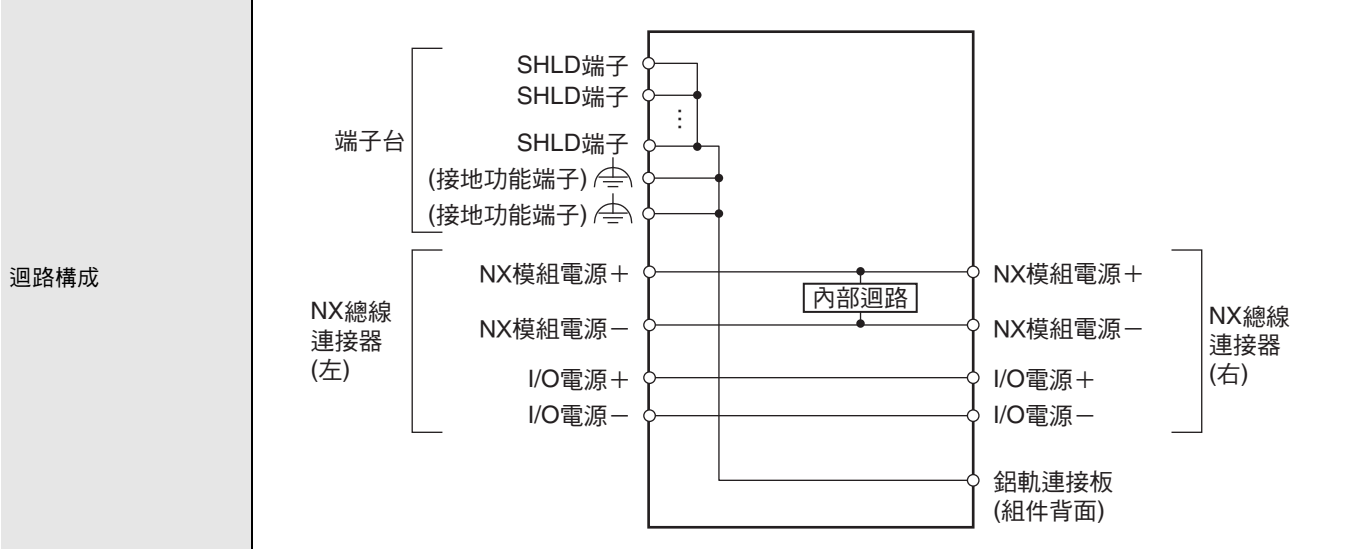 迴路構成
端子台
SHLD端子
SHLD端子
SHLD端子
(接地功能端子)
(接地功能端子)
NX總線
連接器
(左)
NX模組電源＋
NX模組電源－
I/O電源＋
I/O電源－
內部迴路
NX模組電源＋
NX模組電源－
I/O電源＋
I/O電源－
NX總線
連接器
(右)
鋁軌連接板
(組件背面)